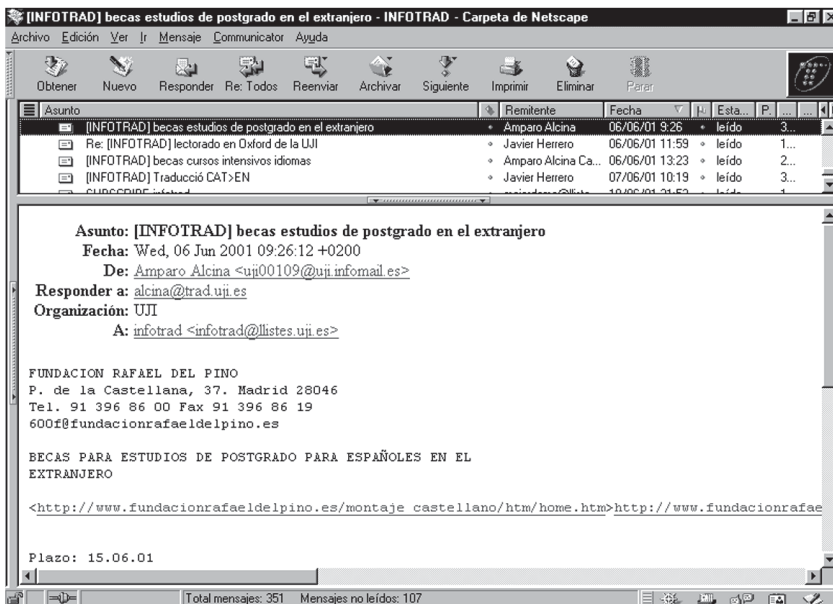 [INFOTRAD] becas estudios de postgrado en el extranjero - INFOTRAD - Carpeta de Netscape
Archivo Edición Ver Ir Mensaje Communicator Ayuda
Obtener Nuevo Responder Re: Todos Reenviar Archivar Siguiente Imprimir Eliminar Parar
Asunto Remitente Fecha Esta... P. ... ...
[INFOTRAD] becas estudios de postgrado en el extranjero Amparo Alcina 06/06/01 9:26 leído 3...
Re: [INFOTRAD] lectorado en Oxford de la UJI Javier Herrero 06/06/01 11:59 leído 1...
[INFOTRAD] becas cursos intensivos idiomas Amparo Alcina Ca... 06/06/01 13:23 leído 2...
[INFOTRAD] Traducció CAT>EN Javier Herrero 07/06/01 10:19 leído 3...
Asunto: [INFOTRAD] becas estudios de postgrado en el extranjero
Fecha: Wed, 06 Jun 2001 09:26:12 +0200
De: Amparo Alcina <uji00109@uji.infomail.es>
Responder a: alcina@trad.uji.es
Organización: UJI
A: infotrad <infotrad@llistes.uji.es>
FUNDACION RAFAEL DEL PINO
P. de la Castellana, 37. Madrid 28046
Tel. 91 396 86 00 Fax 91 396 86 19
600f@fundacionrafaeldelpino.es
BECAS PARA ESTUDIOS DE POSTGRADO PARA ESPAÑOLES EN EL
EXTRANJERO
<http://www.fundacionrafaeldelpino.es/montaje_castellano/htm/home.htm>http://www.fundacionrafae
Plazo: 15.06.01
Total mensajes: 351 Mensajes no leídos: 107